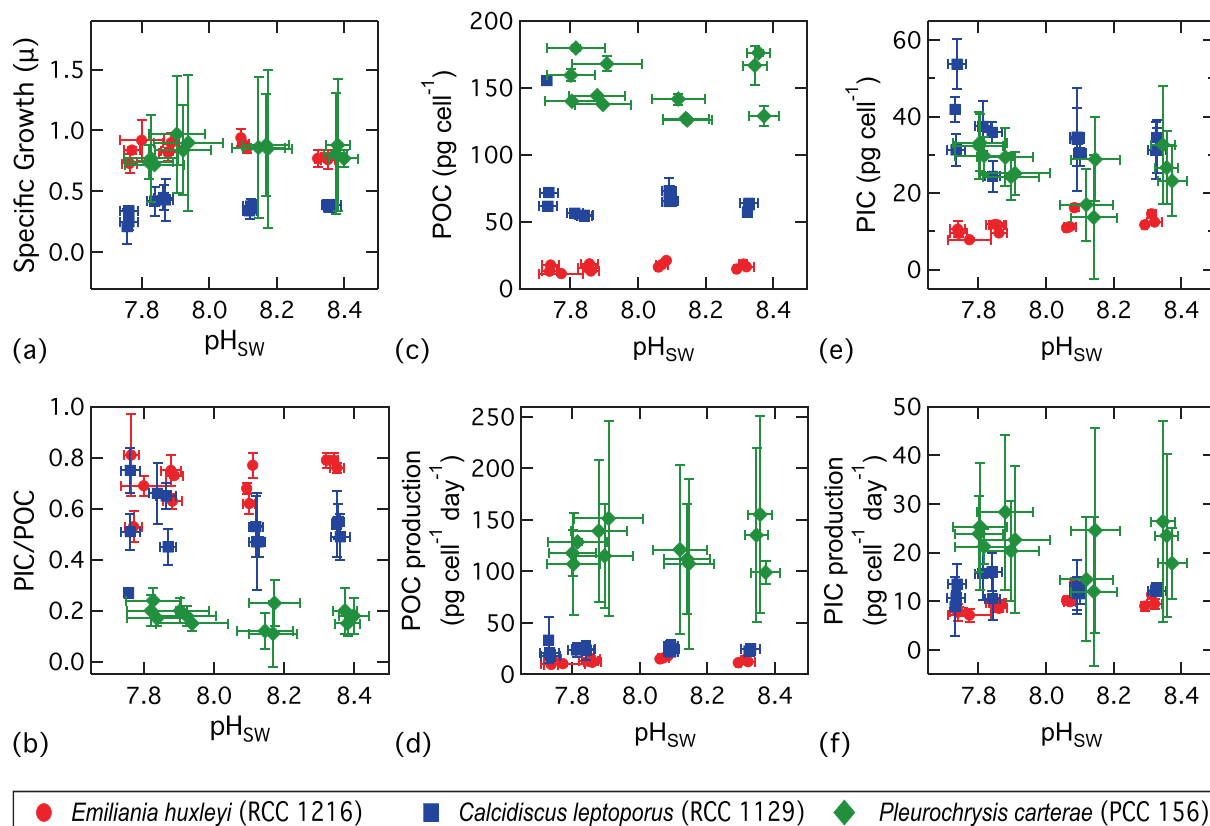 Specific Growth (μ)
1.5
1.0
0.5
0.0
7.8 8.0 8.2 8.4
pHSW
(a)
POC (pg cell-1)
200
150
100
50
0
7.8 8.0 8.2 8.4
pHSW
(c)
PIC (pg cell-1)
60
40
20
0
7.8 8.0 8.2 8.4
pHSW
(e)
PIC/POC
1.0
0.8
0.6
0.4
0.2
0.0
7.8 8.0 8.2 8.4
pHSW
(b)
POC production
(pg cell-1 day-1)
250
200
150
100
50
0
7.8 8.0 8.2 8.4
pHSW
(d)
PIC production
(pg cell-1 day-1)
50
40
30
20
10
0
7.8 8.0 8.2 8.4
pHSW
(f)
Emiliania huxleyi (RCC 1216) Calcidiscus leptoporus (RCC 1129) Pleurochrysis carterae (PCC 156)